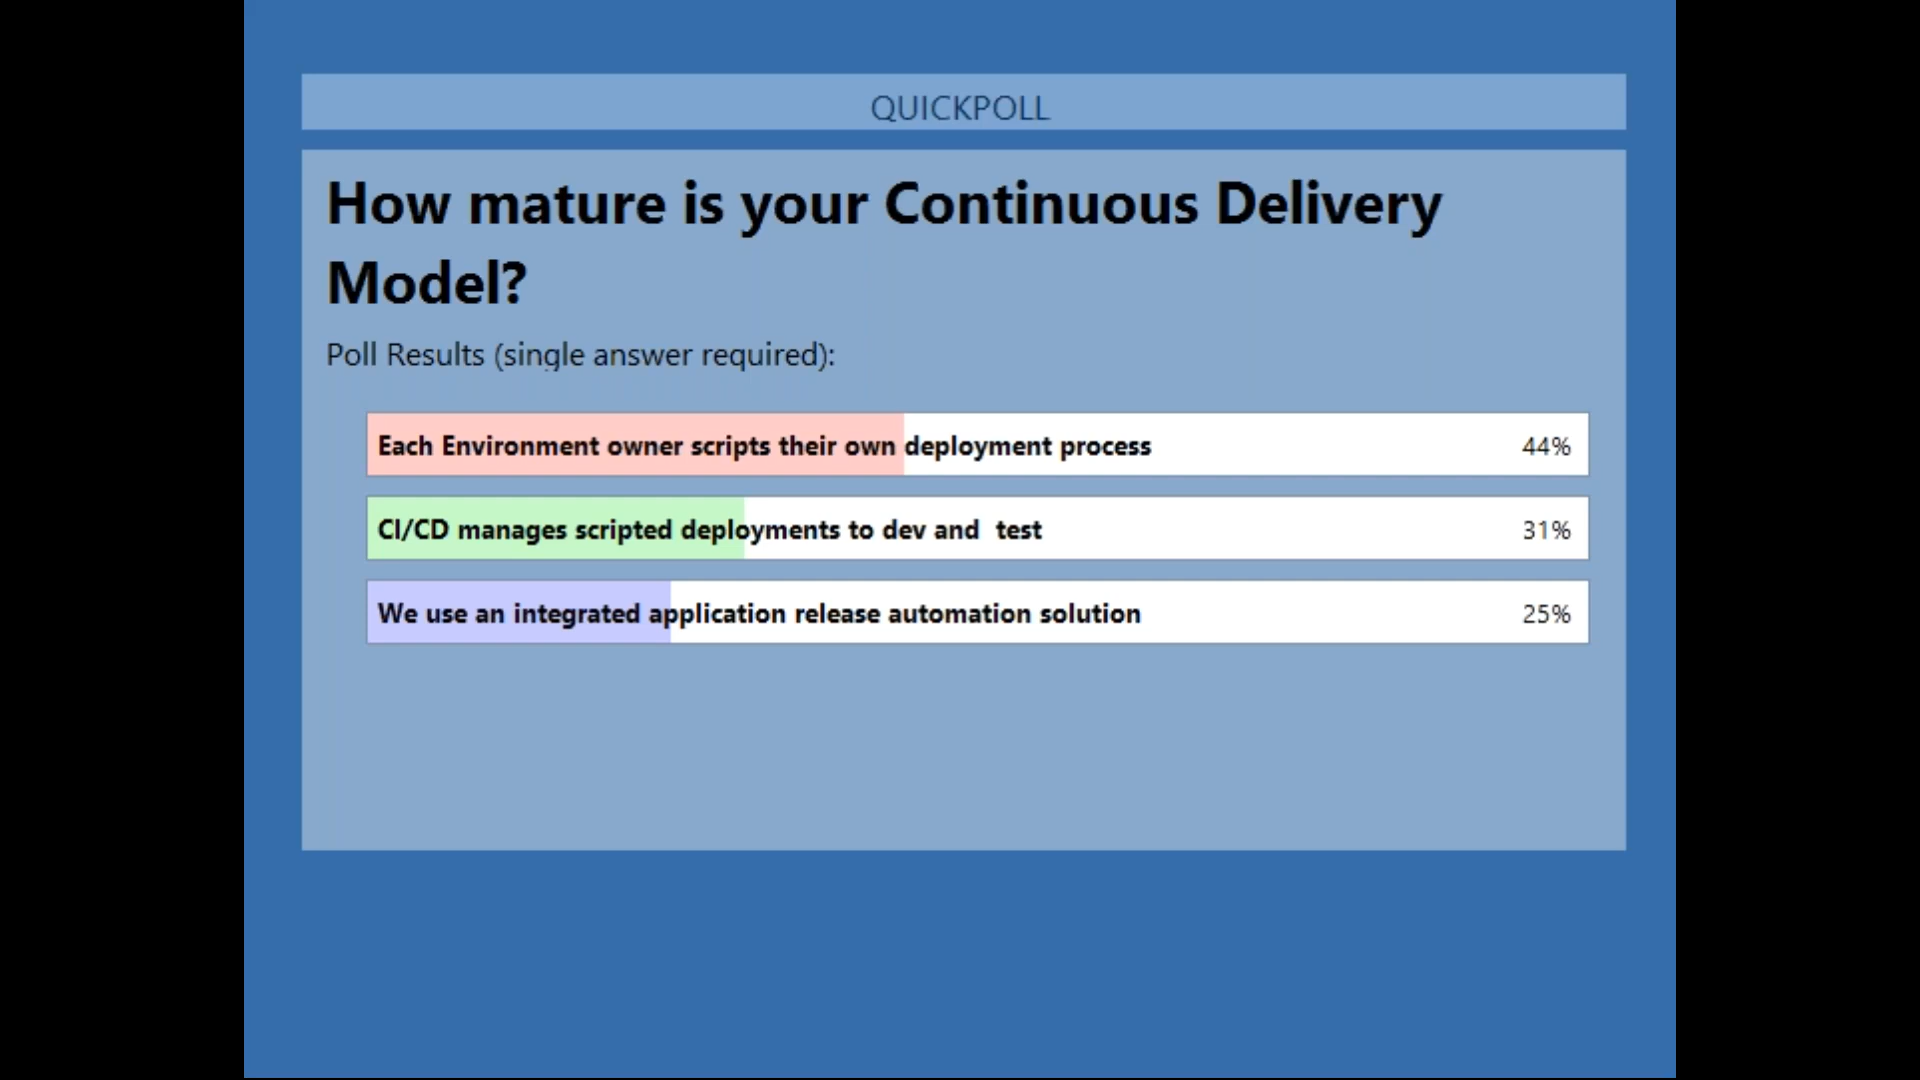 QUICKPOLL
How mature is your Continuous Delivery
Model?
Poll Results (single answer required):
Each Environment owner scripts their own deployment process 44%
CI/CD manages scripted deployments to dev and  test 31%
We use an integrated application release automation solution 25%